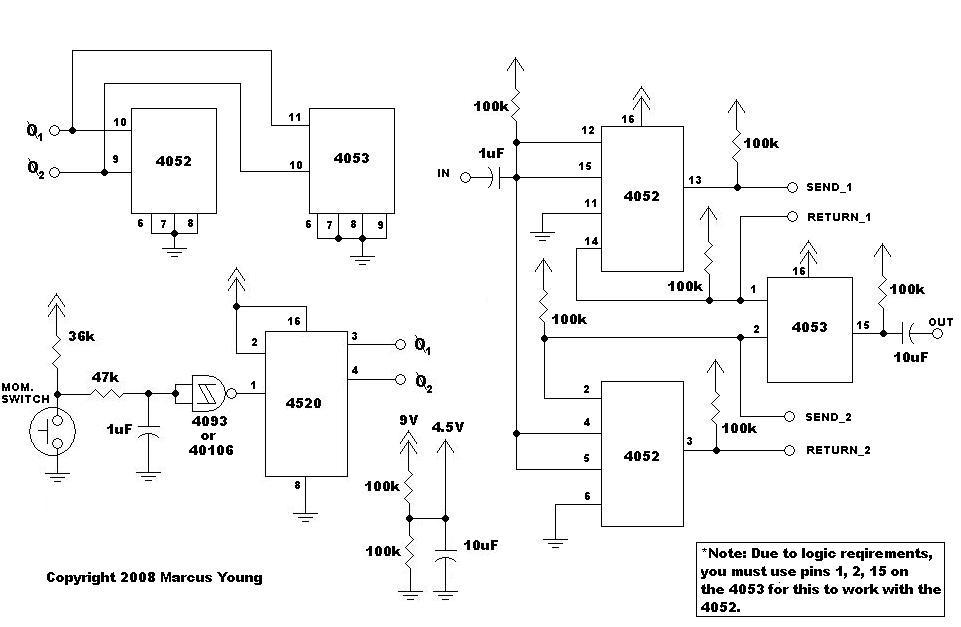 Q1
Q2
10
9
4052
6 7 8
11
10
4053
6 7 8 9
100k
1uF
IN
12
15
11
14
16
4052
13
100k
SEND_1
RETURN_1
100k
100k
16
1
2
4053
15
100k
OUT
10uF
36k
MOM.
SWITCH
47k
1uF
4093
or
40106
1
2
16
3
4
4520
8
Q1
Q2
9V
4.5V
100k
100k
10uF
2
4
5
6
4052
3
100k
SEND_2
RETURN_2
Copyright 2008 Marcus Young
*Note: Due to logic reqirements,
you must use pins 1, 2, 15 on
the 4053 for this to work with the
4052.